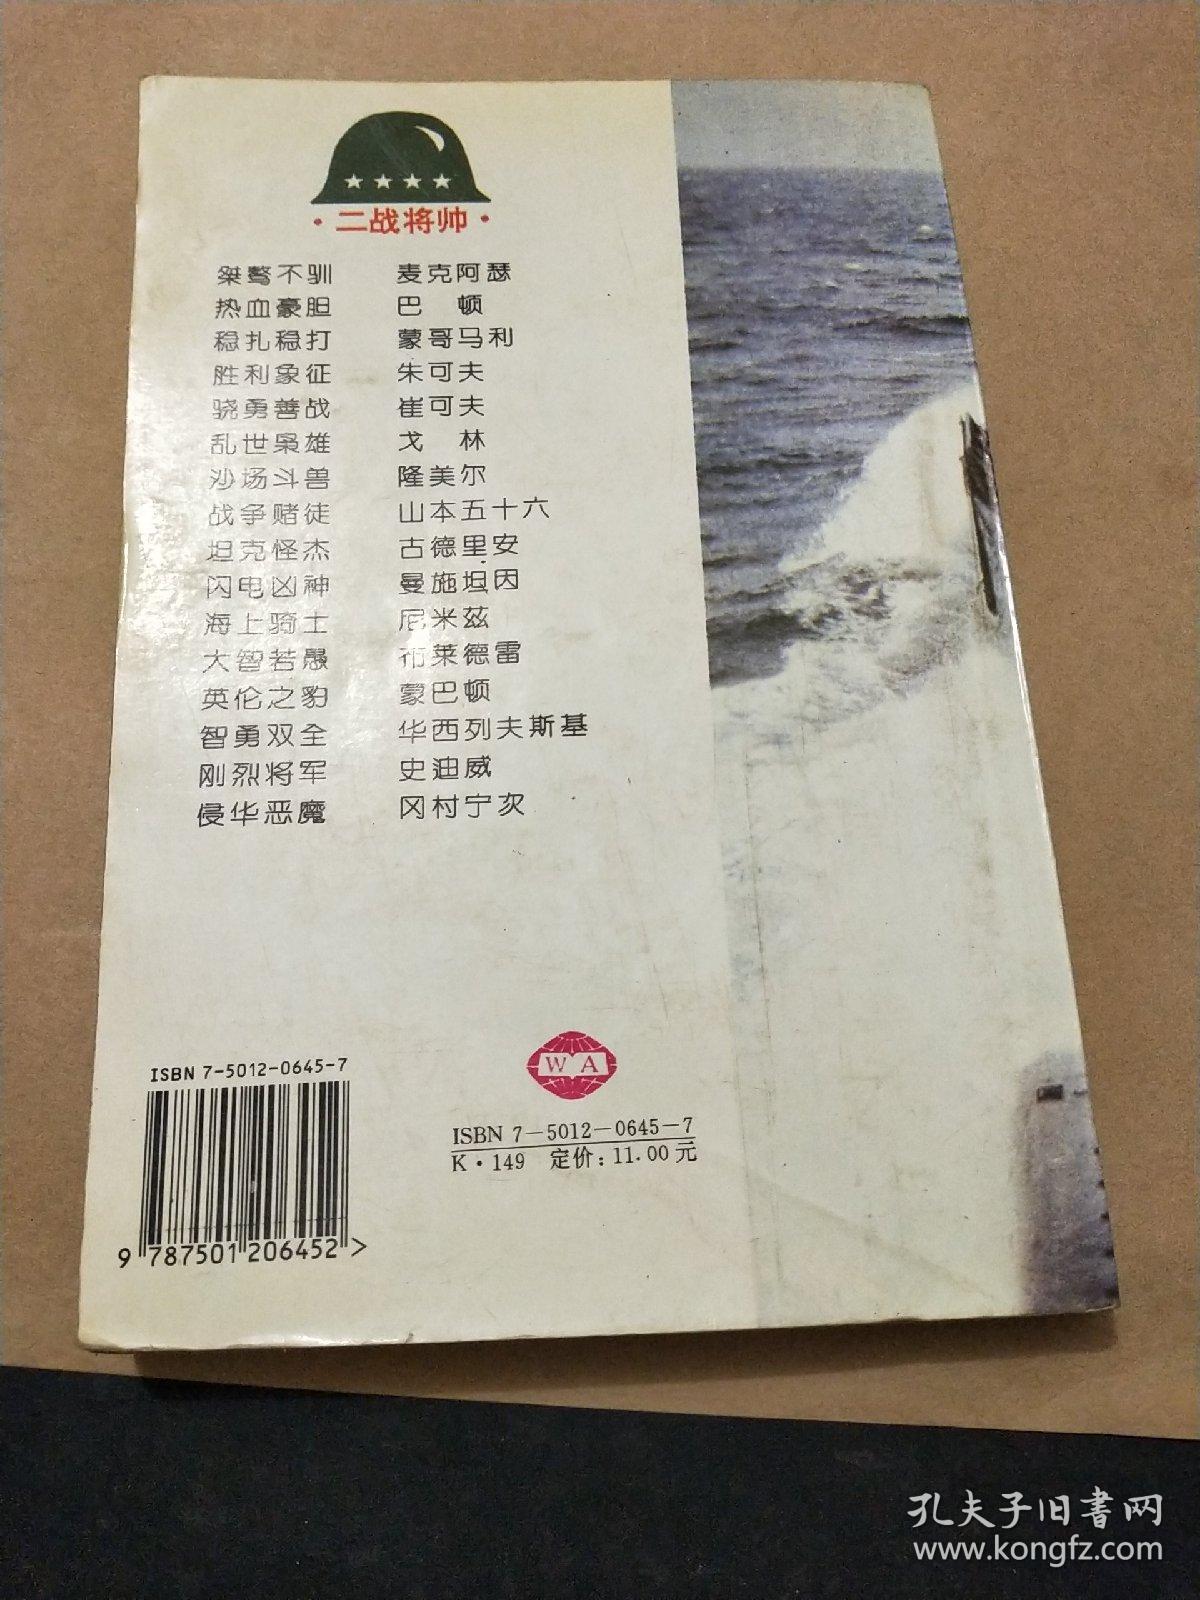 ·二战将帅·
桀骜不驯 麦克阿瑟
热血豪胆 巴 顿
稳扎稳打 蒙哥马利
胜利象征 朱可夫
骁勇善战 崔可夫
乱世枭雄 戈 林
沙场斗兽 隆美尔
战争赌徒 山本五十六
坦克怪杰 古德里安
闪电凶神 曼施坦因
海上骑士 尼米兹
大智若愚 布莱德雷
英伦之豹 蒙巴顿
智勇双全 华西列夫斯基
刚烈将军 史迪威
侵华恶魔 冈村宁次
W A
ISBN 7-5012-0645-7
9 787501 206452 >
ISBN 7-5012-0645-7
K·149 定价:11.00元
孔夫子旧书网
www.kongfz.com